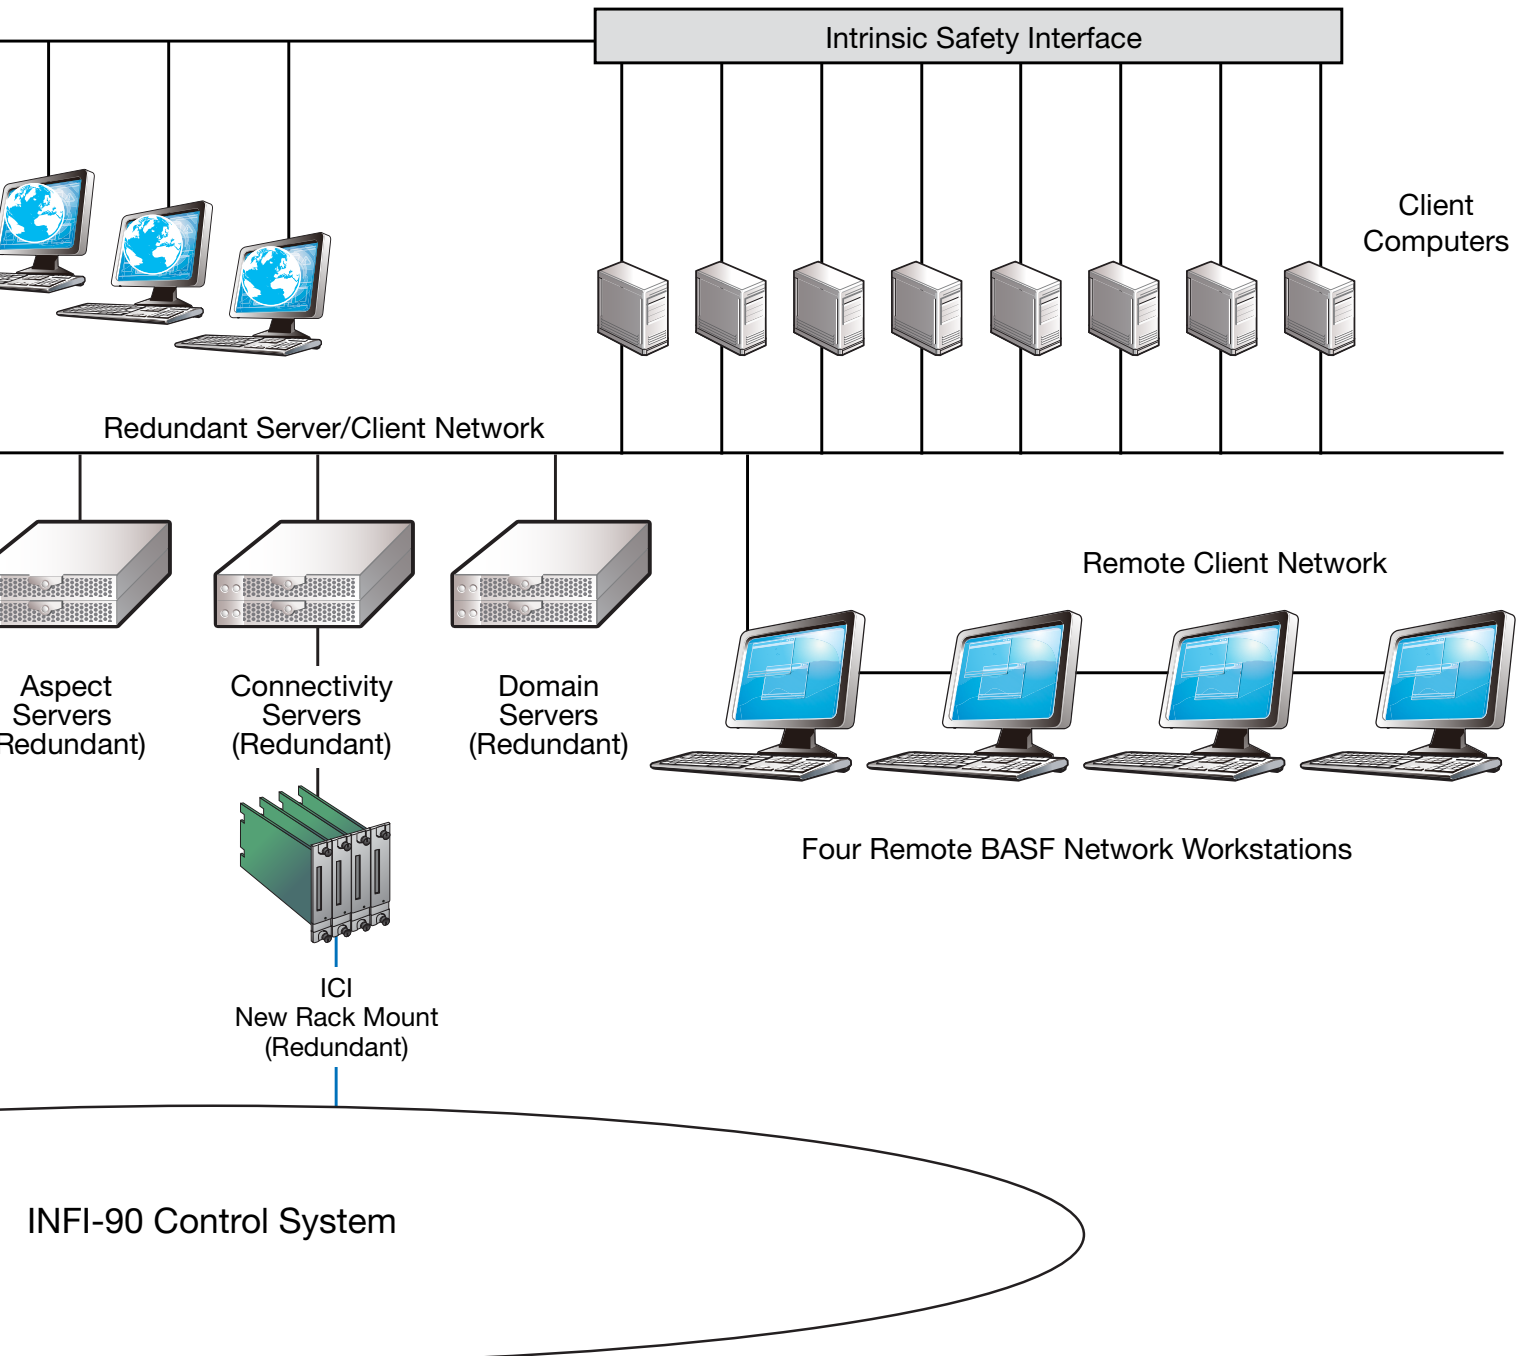 Intrinsic Safety Interface
Client
Computers
Redundant Server/Client Network
Remote Client Network
Aspect
Servers
Redundant)
Connectivity
Servers
(Redundant)
Domain
Servers
(Redundant)
Four Remote BASF Network Workstations
ICI
New Rack Mount
(Redundant)
INFI-90 Control System